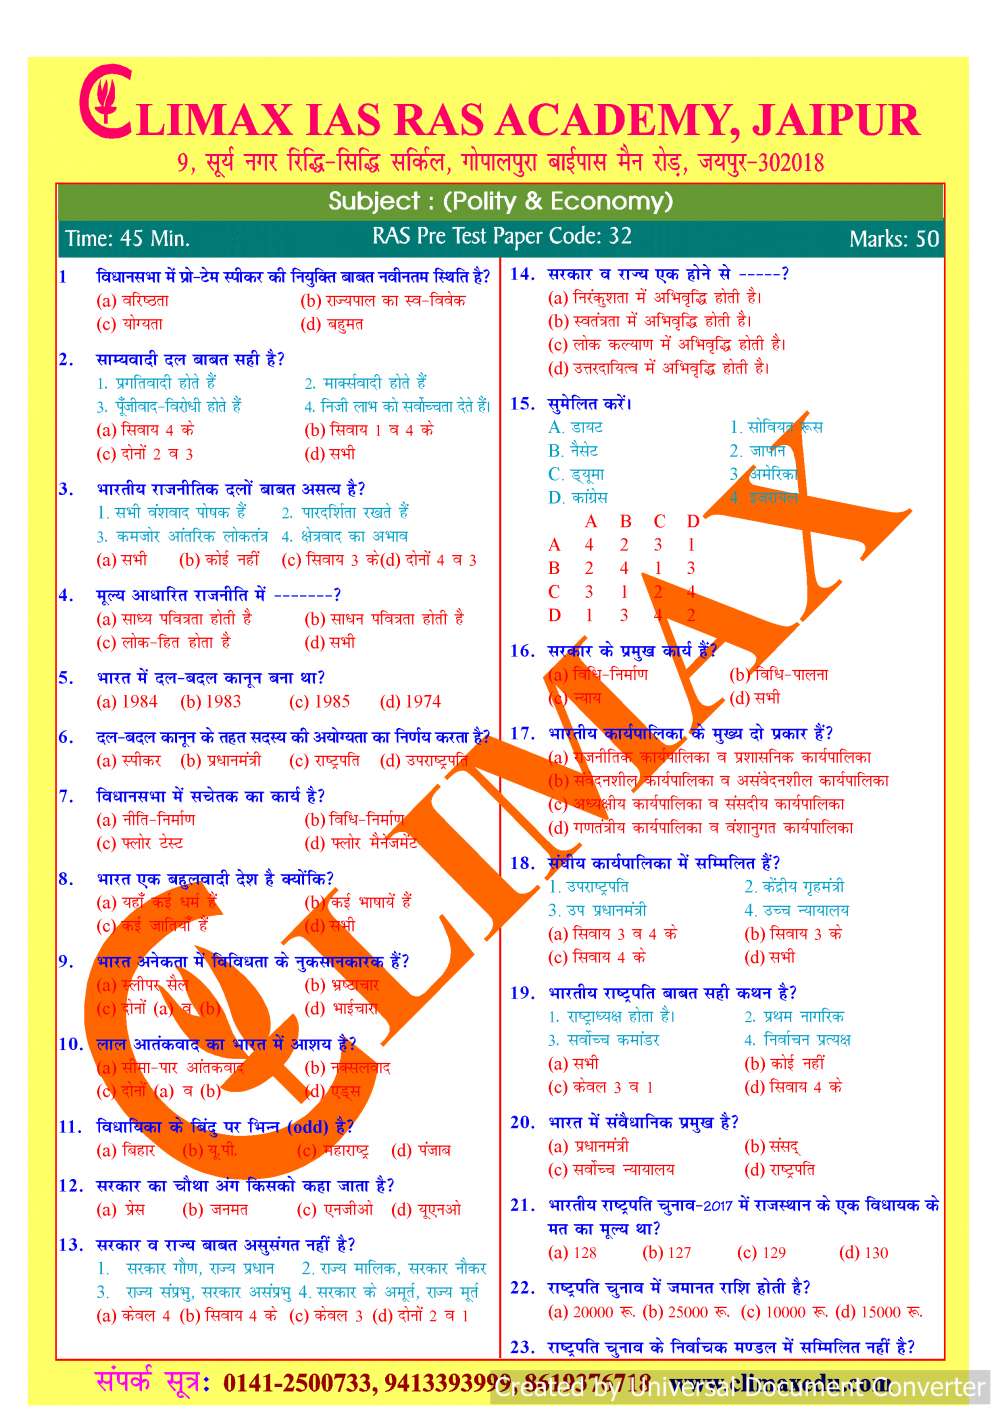 CLIMAX IAS RAS ACADEMY, JAIPUR
9, सूर्य नगर रिद्धि-सिद्धि सर्किल, गोपालपुरा बाईपास मैन रोड़, जयपुर-302018
Subject : (Polity & Economy)
Time: 45 Min. RAS Pre Test Paper Code: 32 Marks: 50
1 विधानसभा में प्रो-टेम स्पीकर की नियुक्ति बाबत नवीनतम स्थिति है?
(a) वरिष्ठता (b) राज्यपाल का स्व-विवेक
(c) योग्यता (d) बहुमत
2. साम्यवादी दल बाबत सही है?
1. प्रगतिवादी होते हैं 2. मार्क्सवादी होते हैं
3. पूँजीवाद-विरोधी होते हैं 4. निजी लाभ को सर्वोच्चता देते हैं।
(a) सिवाय 4 के (b) सिवाय 1 व 4 के
(c) दोनों 2 व 3 (d) सभी
3. भारतीय राजनीतिक दलों बाबत असत्य है?
1. सभी वंशवाद पोषक हैं 2. पारदर्शिता रखते हैं
3. कमजोर आंतरिक लोकतंत्र 4. क्षेत्रवाद का अभाव
(a) सभी (b) कोई नहीं (c) सिवाय 3 के(d) दोनों 4 व 3
4. मूल्य आधारित राजनीति में -------?
(a) साध्य पवित्रता होती है (b) साधन पवित्रता होती है
(c) लोक-हित होता है (d) सभी
5. भारत में दल-बदल कानून बना था?
(a) 1984 (b) 1983 (c) 1985 (d) 1974
6. दल-बदल कानून के तहत सदस्य की अयोग्यता का निर्णय करता है?
(a) स्पीकर (b) प्रधानमंत्री (c) राष्ट्रपति (d) उपराष्ट्रपति
7. विधानसभा में सचेतक का कार्य है?
(a) नीति-निर्माण (b) विधि-निर्माण
(c) फ्लोर टेस्ट (d) फ्लोर मैनेजमेंट
8. भारत एक बहुलवादी देश है क्योंकि?
(a) यहाँ कई धर्म हैं (b) कई भाषायें हैं
(c) कई जातियाँ हैं (d) सभी
9. भारत अनेकता में विविधता के नुकसानकारक हैं?
(a) स्लीपर सैल (b) भ्रष्टाचार
(c) दोनों (a) व (b) (d) भाईचारा
10. लाल आतंकवाद का भारत में आशय है?
(a) सीमा-पार आंतकवाद (b) नक्सलवाद
(c) दोनों (a) व (b) (d) एड्स
11. विधायिका के बिंदु पर भिन्न (odd) है?
(a) बिहार (b) यू.पी. (c) महाराष्ट्र (d) पंजाब
12. सरकार का चौथा अंग किसको कहा जाता है?
(a) प्रेस (b) जनमत (c) एनजीओ (d) यूएनओ
13. सरकार व राज्य बाबत असुसंगत नहीं है?
1. सरकार गौण, राज्य प्रधान 2. राज्य मालिक, सरकार नौकर
3. राज्य संप्रभु, सरकार असंप्रभु 4. सरकार के अमूर्त, राज्य मूर्त
(a) केवल 4 (b) सिवाय 4 के (c) केवल 3 (d) दोनों 2 व 1
14. सरकार व राज्य एक होने से -----?
(a) निरंकुशता में अभिवृद्धि होती है।
(b) स्वतंत्रता में अभिवृद्धि होती है।
(c) लोक कल्याण में अभिवृद्धि होती है।
(d) उत्तरदायित्व में अभिवृद्धि होती है।
15. सुमेलित करें।
A. डायट 1. सोवियत रूस
B. नैसेट 2. जापान
C. ड्यूमा 3. अमेरिका
D. कांग्रेस 4. इजरायल
A B C D
A 4 2 3 1
B 2 4 1 3
C 3 1 2 4
D 1 3 4 2
16. सरकार के प्रमुख कार्य हैं?
(a) विधि-निर्माण (b) विधि-पालना
(c) न्याय (d) सभी
17. भारतीय कार्यपालिका के मुख्य दो प्रकार हैं?
(a) राजनीतिक कार्यपालिका व प्रशासनिक कार्यपालिका
(b) संवेदनशील कार्यपालिका व असंवेदनशील कार्यपालिका
(c) अध्यक्षीय कार्यपालिका व संसदीय कार्यपालिका
(d) गणतंत्रीय कार्यपालिका व वंशानुगत कार्यपालिका
18. संघीय कार्यपालिका में सम्मिलित हैं?
1. उपराष्ट्रपति 2. केंद्रीय गृहमंत्री
3. उप प्रधानमंत्री 4. उच्च न्यायालय
(a) सिवाय 3 व 4 के (b) सिवाय 3 के
(c) सिवाय 4 के (d) सभी
19. भारतीय राष्ट्रपति बाबत सही कथन है?
1. राष्ट्राध्यक्ष होता है। 2. प्रथम नागरिक
3. सर्वोच्च कमांडर 4. निर्वाचन प्रत्यक्ष
(a) सभी (b) कोई नहीं
(c) केवल 3 व 1 (d) सिवाय 4 के
20. भारत में संवैधानिक प्रमुख है?
(a) प्रधानमंत्री (b) संसद्
(c) सर्वोच्च न्यायालय (d) राष्ट्रपति
21. भारतीय राष्ट्रपति चुनाव-2017 में राजस्थान के एक विधायक के
मत का मूल्य था?
(a) 128 (b) 127 (c) 129 (d) 130
22. राष्ट्रपति चुनाव में जमानत राशि होती है?
(a) 20000 रू. (b) 25000 रू. (c) 10000 रू. (d) 15000 रू.
23. राष्ट्रपति चुनाव के निर्वाचक मण्डल में सम्मिलित नहीं है?
CLIMAX
संपर्क सूत्र: 0141-2500733, 9413393999, 8619376718 www.climaxedu.com
Created by Universal Document Converter